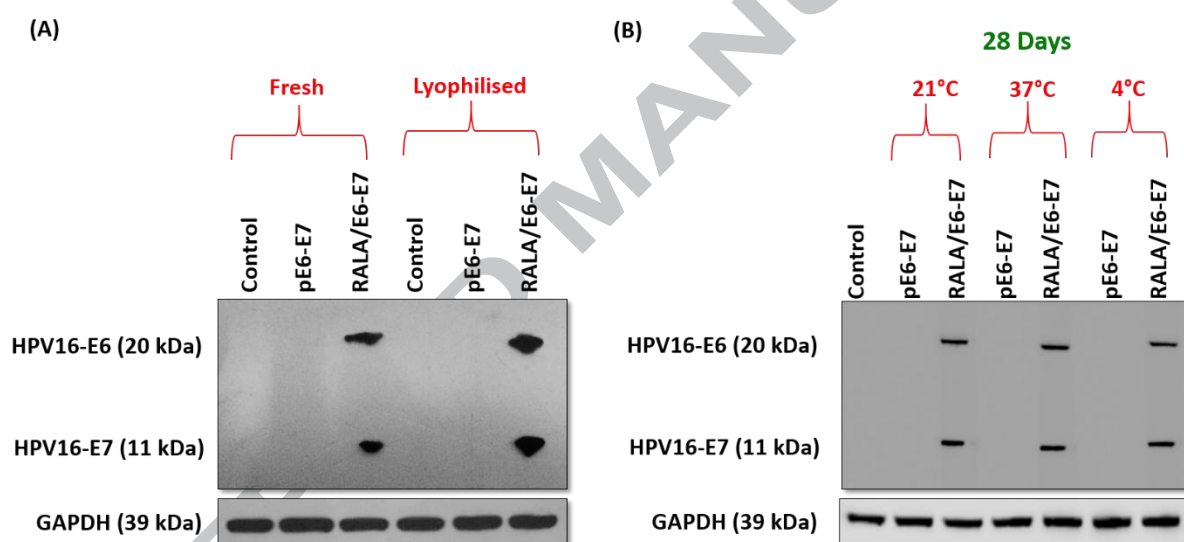 (A)
Fresh
Lyophilised
Control
pE6-E7
RALA/E6-E7
Control
pE6-E7
RALA/E6-E7
HPV16-E6 (20 kDa)
HPV16-E7 (11 kDa)
GAPDH (39 kDa)
(B)
28 Days
21°C
37°C
4°C
Control
pE6-E7
RALA/E6-E7
pE6-E7
RALA/E6-E7
pE6-E7
RALA/E6-E7
HPV16-E6 (20 kDa)
HPV16-E7 (11 kDa)
GAPDH (39 kDa)